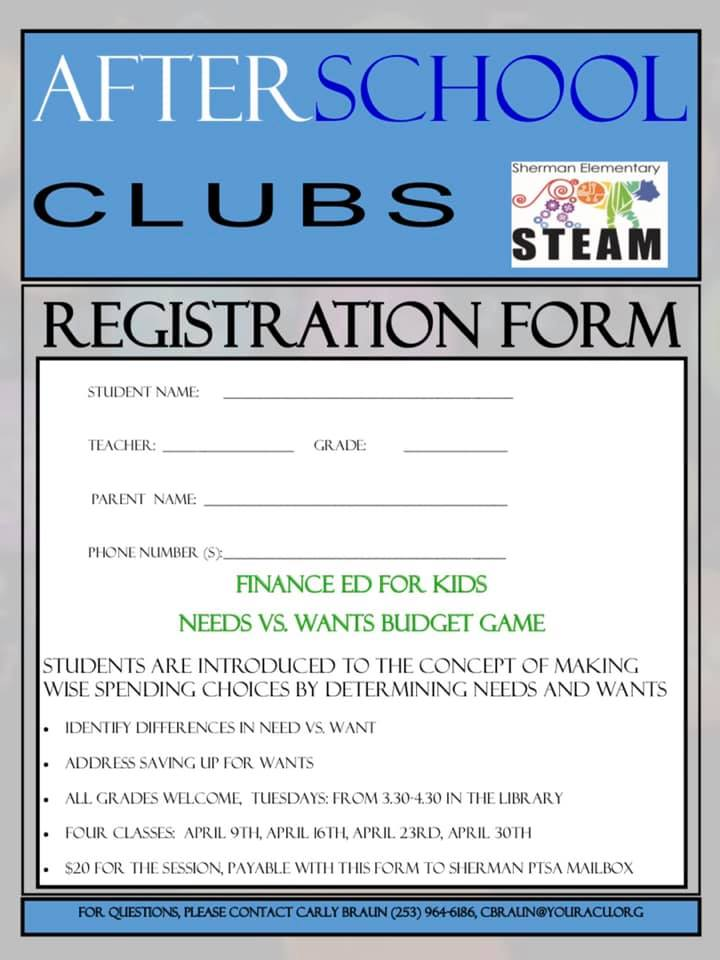 AFTERSCHOOL
CLUBS
Sherman Elementary
STEAM
REGISTRATION FORM
STUDENT NAME: ____________________
TEACHER: ____________ GRADE: __________
PARENT NAME: ____________________
PHONE NUMBER (S):____________________
FINANCE ED FOR KIDS
NEEDS VS. WANTS BUDGET GAME
STUDENTS ARE INTRODUCED TO THE CONCEPT OF MAKING
WISE SPENDING CHOICES BY DETERMINING NEEDS AND WANTS
• IDENTIFY DIFFERENCES IN NEED VS. WANT
• ADDRESS SAVING UP FOR WANTS
• ALL GRADES WELCOME, TUESDAYS: FROM 3.30-4.30 IN THE LIBRARY
• FOUR CLASSES: APRIL 9TH, APRIL 16TH, APRIL 23RD, APRIL 30TH
• $20 FOR THE SESSION, PAYABLE WITH THIS FORM TO SHERMAN PTSA MAILBOX
FOR QUESTIONS, PLEASE CONTACT CARLY BRAUN (253) 964-6186, CBRAUN@YOURACU.ORG